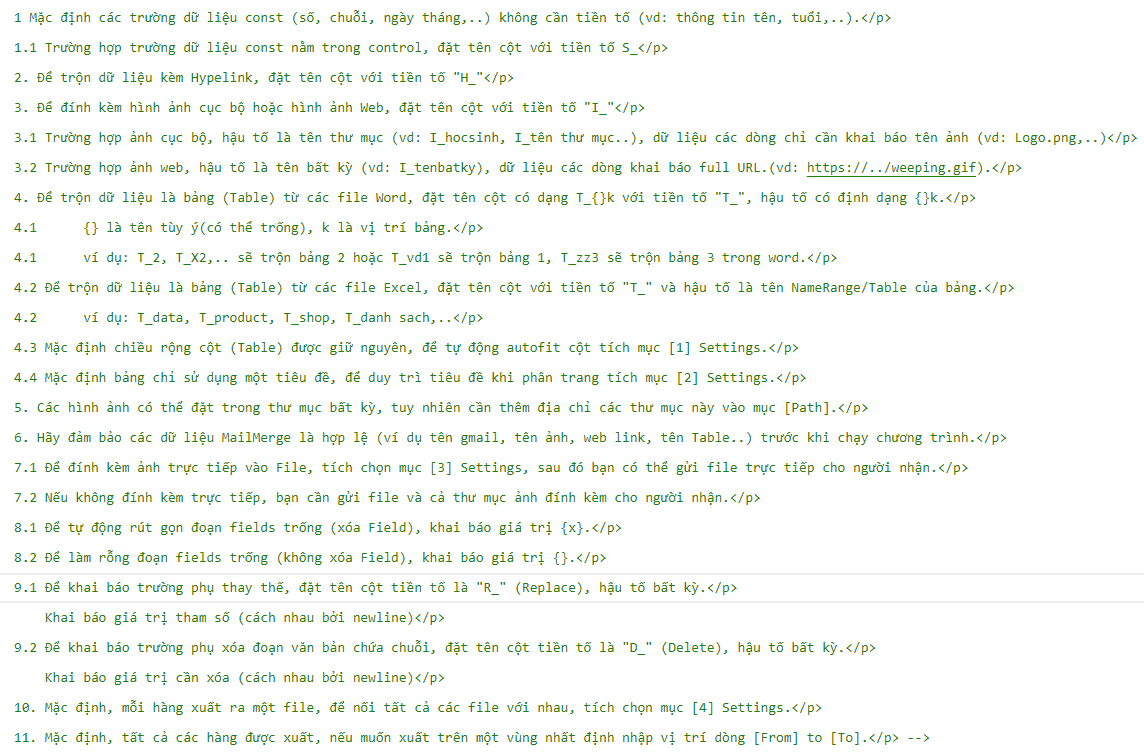 1 Mặc định các trường dữ liệu const (số, chuỗi, ngày tháng,..) không cần tiền tố (vd: thông tin tên, tuổi,..).</p>
1.1 Trường hợp trường dữ liệu const nằm trong control, đặt tên cột với tiền tố S_</p>
2. Để trộn dữ liệu kèm Hypelink, đặt tên cột với tiền tố "H_"</p>
3. Để đính kèm hình ảnh cục bộ hoặc hình ảnh Web, đặt tên cột với tiền tố "I_"</p>
3.1 Trường hợp ảnh cục bộ, hậu tố là tên thư mục (vd: I_hocsinh, I_tên thư mục..), dữ liệu các dòng chỉ cần khai báo tên ảnh (vd: Logo.png,..)</p>
3.2 Trường hợp ảnh web, hậu tố là tên bất kỳ (vd: I_tenbatky), dữ liệu các dòng khai báo full URL.(vd: https://../weeping.gif).</p>
4. Để trộn dữ liệu là bảng (Table) từ các file Word, đặt tên cột có dạng T_{}k với tiền tố "T_", hậu tố có định dạng {}k.</p>
4.1      {} là tên tùy ý(có thể trống), k là vị trí bảng.</p>
4.1      ví dụ: T_2, T_X2,.. sẽ trộn bảng 2 hoặc T_vd1 sẽ trộn bảng 1, T_zz3 sẽ trộn bảng 3 trong word.</p>
4.2 Để trộn dữ liệu là bảng (Table) từ các file Excel, đặt tên cột với tiền tố "T_" và hậu tố là tên NameRange/Table của bảng.</p>
4.2      ví dụ: T_data, T_product, T_shop, T_danh sach,..</p>
4.3 Mặc định chiều rộng cột (Table) được giữ nguyên, để tự động autofit cột tích mục [1] Settings.</p>
4.4 Mặc định bảng chỉ sử dụng một tiêu đề, để duy trì tiêu đề khi phân trang tích mục [2] Settings.</p>
5. Các hình ảnh có thể đặt trong thư mục bất kỳ, tuy nhiên cần thêm địa chỉ các thư mục này vào mục [Path].</p>
6. Hãy đảm bảo các dữ liệu MailMerge là hợp lệ (ví dụ tên gmail, tên ảnh, web link, tên Table..) trước khi chạy chương trình.</p>
7.1 Để đính kèm ảnh trực tiếp vào File, tích chọn mục [3] Settings, sau đó bạn có thể gửi file trực tiếp cho người nhận.</p>
7.2 Nếu không đính kèm trực tiếp, bạn cần gửi file và cả thư mục ảnh đính kèm cho người nhận.</p>
8.1 Để tự động rút gọn đoạn fields trống (xóa Field), khai báo giá trị {x}.</p>
8.2 Để làm rỗng đoạn fields trống (không xóa Field), khai báo giá trị {}.</p>
9.1 Để khai báo trường phụ thay thế, đặt tên cột tiền tố là "R_" (Replace), hậu tố bất kỳ.</p>
Khai báo giá trị tham số (cách nhau bởi newline)</p>
9.2 Để khai báo trường phụ xóa đoạn văn bản chứa chuỗi, đặt tên cột tiền tố là "D_" (Delete), hậu tố bất kỳ.</p>
Khai báo giá trị cần xóa (cách nhau bởi newline)</p>
10. Mặc định, mỗi hàng xuất ra một file, để nối tất cả các file với nhau, tích chọn mục [4] Settings.</p>
11. Mặc định, tất cả các hàng được xuất, nếu muốn xuất trên một vùng nhất định nhập vị trí dòng [From] to [To].</p> -->